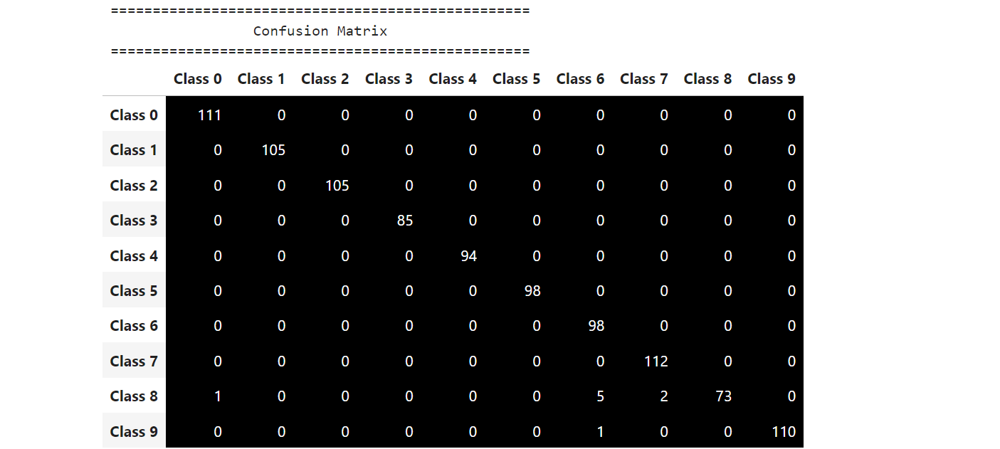 ==================================================
Confusion Matrix
==================================================
Class 0 Class 1 Class 2 Class 3 Class 4 Class 5 Class 6 Class 7 Class 8 Class 9
Class 0 111 0 0 0 0 0 0 0 0 0
Class 1 0 105 0 0 0 0 0 0 0 0
Class 2 0 0 105 0 0 0 0 0 0 0
Class 3 0 0 0 85 0 0 0 0 0 0
Class 4 0 0 0 0 94 0 0 0 0 0
Class 5 0 0 0 0 0 98 0 0 0 0
Class 6 0 0 0 0 0 0 98 0 0 0
Class 7 0 0 0 0 0 0 0 112 0 0
Class 8 1 0 0 0 0 0 5 2 73 0
Class 9 0 0 0 0 0 0 1 0 0 110